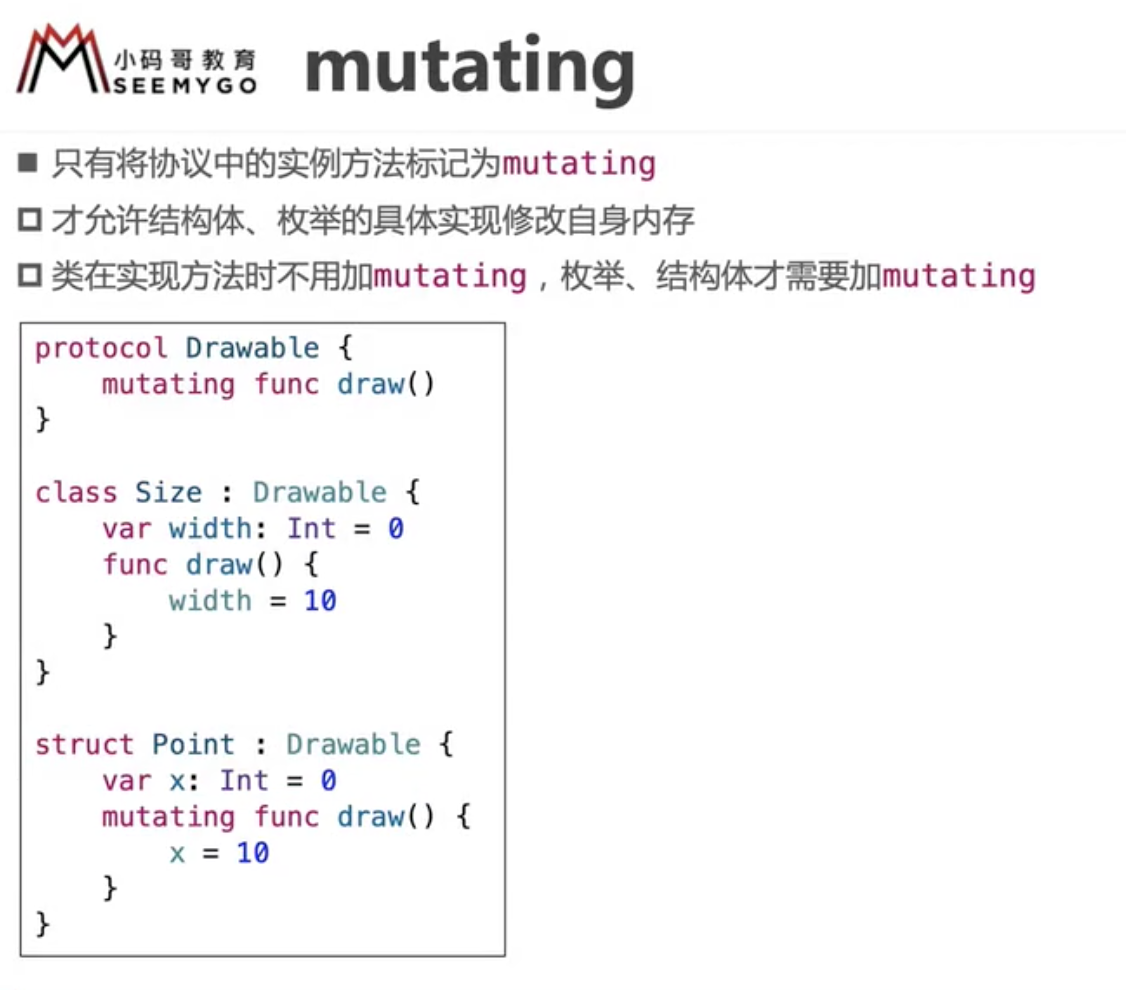 小码哥教育
SEEMYGO
mutating
只有将协议中的实例方法标记为mutating
才允许结构体、枚举的具体实现修改自身内存
类在实现方法时不用加mutating，枚举、结构体才需要加mutating
protocol Drawable {
    mutating func draw()
}
class Size : Drawable {
    var width: Int = 0
    func draw() {
        width = 10
    }
}
struct Point : Drawable {
    var x: Int = 0
    mutating func draw() {
        x = 10
    }
}